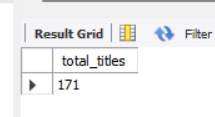 Result Grid Filter
total_titles
171